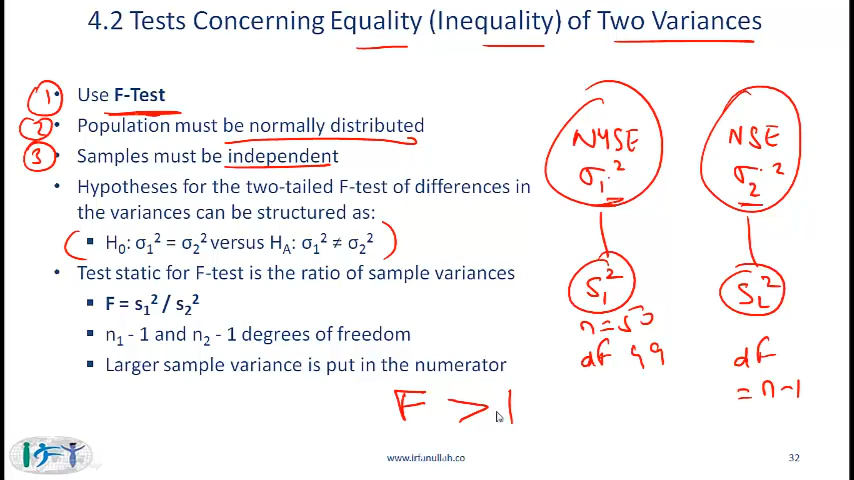 4.2 Tests Concerning Equality (Inequality) of Two Variances
1 • Use F-Test
2 • Population must be normally distributed
3 • Samples must be independent
• Hypotheses for the two-tailed F-test of differences in
the variances can be structured as:
▪ H₀: σ₁² = σ₂² versus Hₐ: σ₁² ≠ σ₂²
• Test static for F-test is the ratio of sample variances
▪ F = s₁² / s₂²
▪ n₁ - 1 and n₂ - 1 degrees of freedom
▪ Larger sample variance is put in the numerator
F > 1
NYSE
σ₁²
S₁²
n = 50
df 49
NSE
σ₂²
S₂²
df
= n - 1
www.irfanullah.co
32